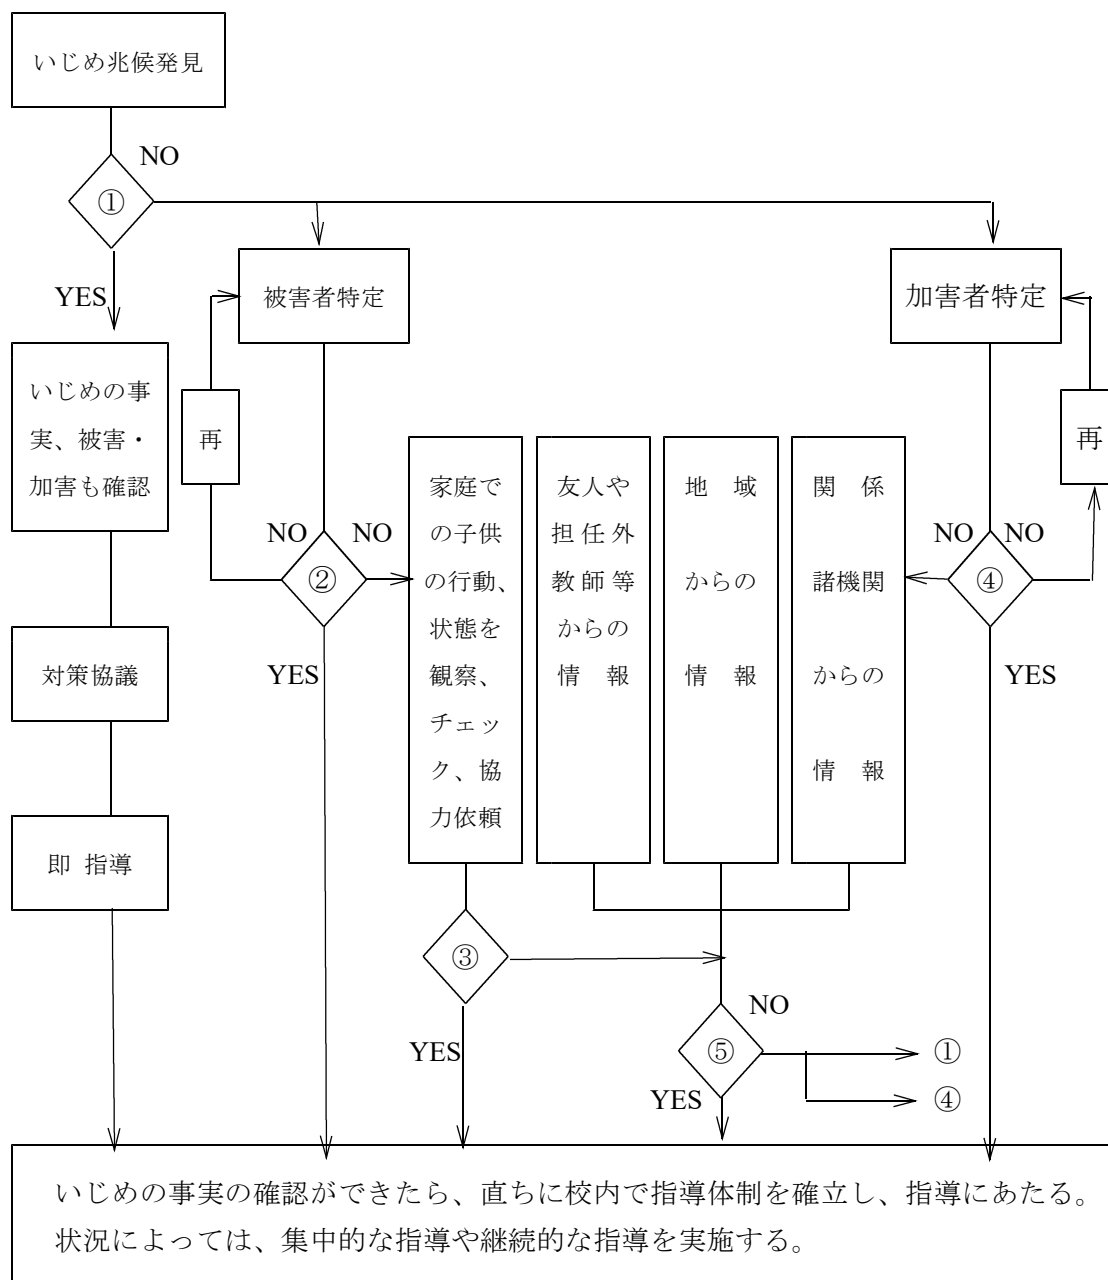 いじめ兆候発見
NO
①
YES
被害者特定
加害者特定
いじめの事
実、被害・
加害も確認
再
再
家庭で
の子供
の行動、
状態を
観察、
チェッ
ク、協
力依頼
友人や
担任外
教師等
からの
情報
地域
からの
情報
関係
諸機関
からの
情報
NO
NO
②
YES
NO
NO
④
YES
対策協議
即 指導
③
YES
NO
⑤
YES
①
④
いじめの事実の確認ができたら、直ちに校内で指導体制を確立し、指導にあたる。
状況によっては、集中的な指導や継続的な指導を実施する。